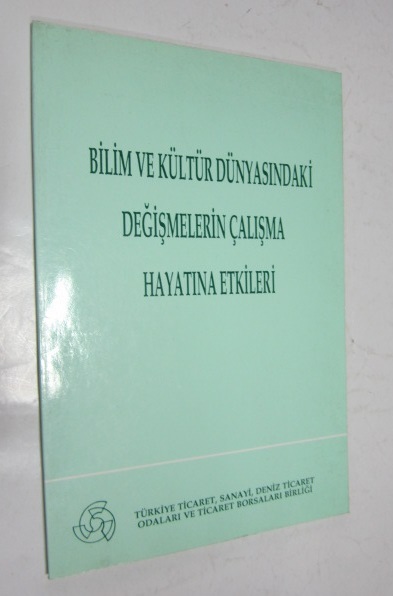 BİLİM VE KÜLTÜR DÜNYASINDAKİ
DEĞİŞMELERİN ÇALIŞMA
HAYATINA ETKİLERİ
TÜRKİYE TİCARET, SANAYİ, DENİZ TİCARET
ODALARI VE TİCARET BORSALARI BİRLİĞİ